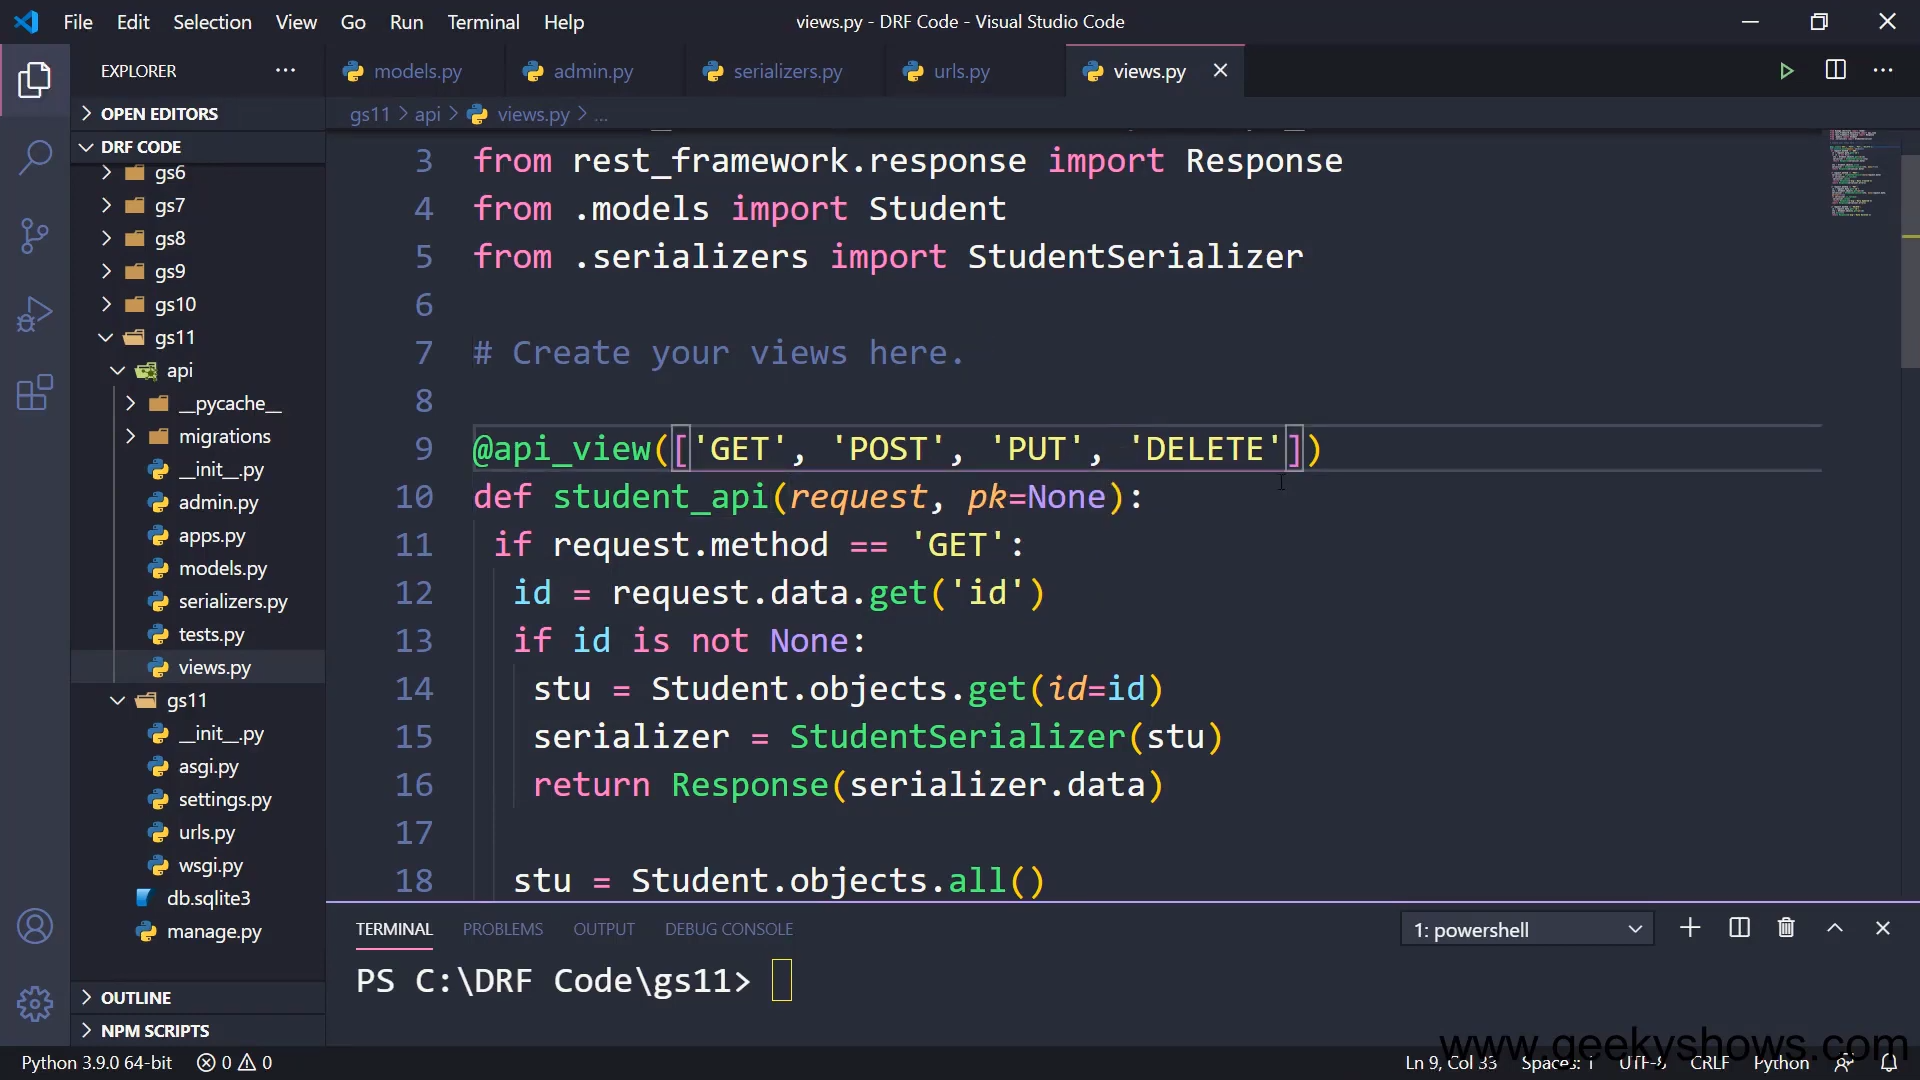 File Edit Selection View Go Run Terminal Help
views.py - DRF Code - Visual Studio Code
EXPLORER
models.py admin.py serializers.py urls.py views.py
OPEN EDITORS
gs11 > api > views.py > ...
DRF CODE
gs6
gs7
gs8
gs9
gs10
gs11
api
__pycache__
migrations
__init__.py
admin.py
apps.py
models.py
serializers.py
tests.py
views.py
gs11
__init__.py
asgi.py
settings.py
urls.py
wsgi.py
db.sqlite3
manage.py
OUTLINE
NPM SCRIPTS
3 from rest_framework.response import Response
4 from .models import Student
5 from .serializers import StudentSerializer
6
7 # Create your views here.
8
9 @api_view(['GET', 'POST', 'PUT', 'DELETE'])
10 def student_api(request, pk=None):
11 if request.method == 'GET':
12 id = request.data.get('id')
13 if id is not None:
14 stu = Student.objects.get(id=id)
15 serializer = StudentSerializer(stu)
16 return Response(serializer.data)
17
18 stu = Student.objects.all()
TERMINAL PROBLEMS OUTPUT DEBUG CONSOLE
1: powershell
PS C:\DRF Code\gs11>
www.geekyshows.com
Python 3.9.0 64-bit 0 0
Ln 9, Col 33 Spaces: 1 UTF-8 CRLF Python